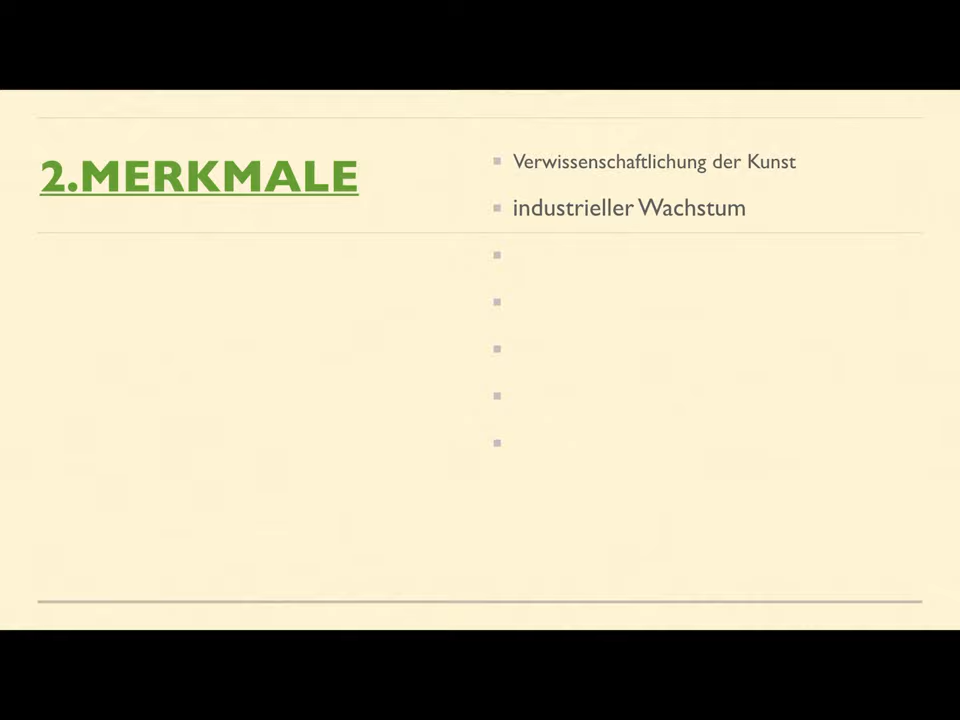 2.MERKMALE
Verwissenschaftlichung der Kunst
industrieller Wachstum